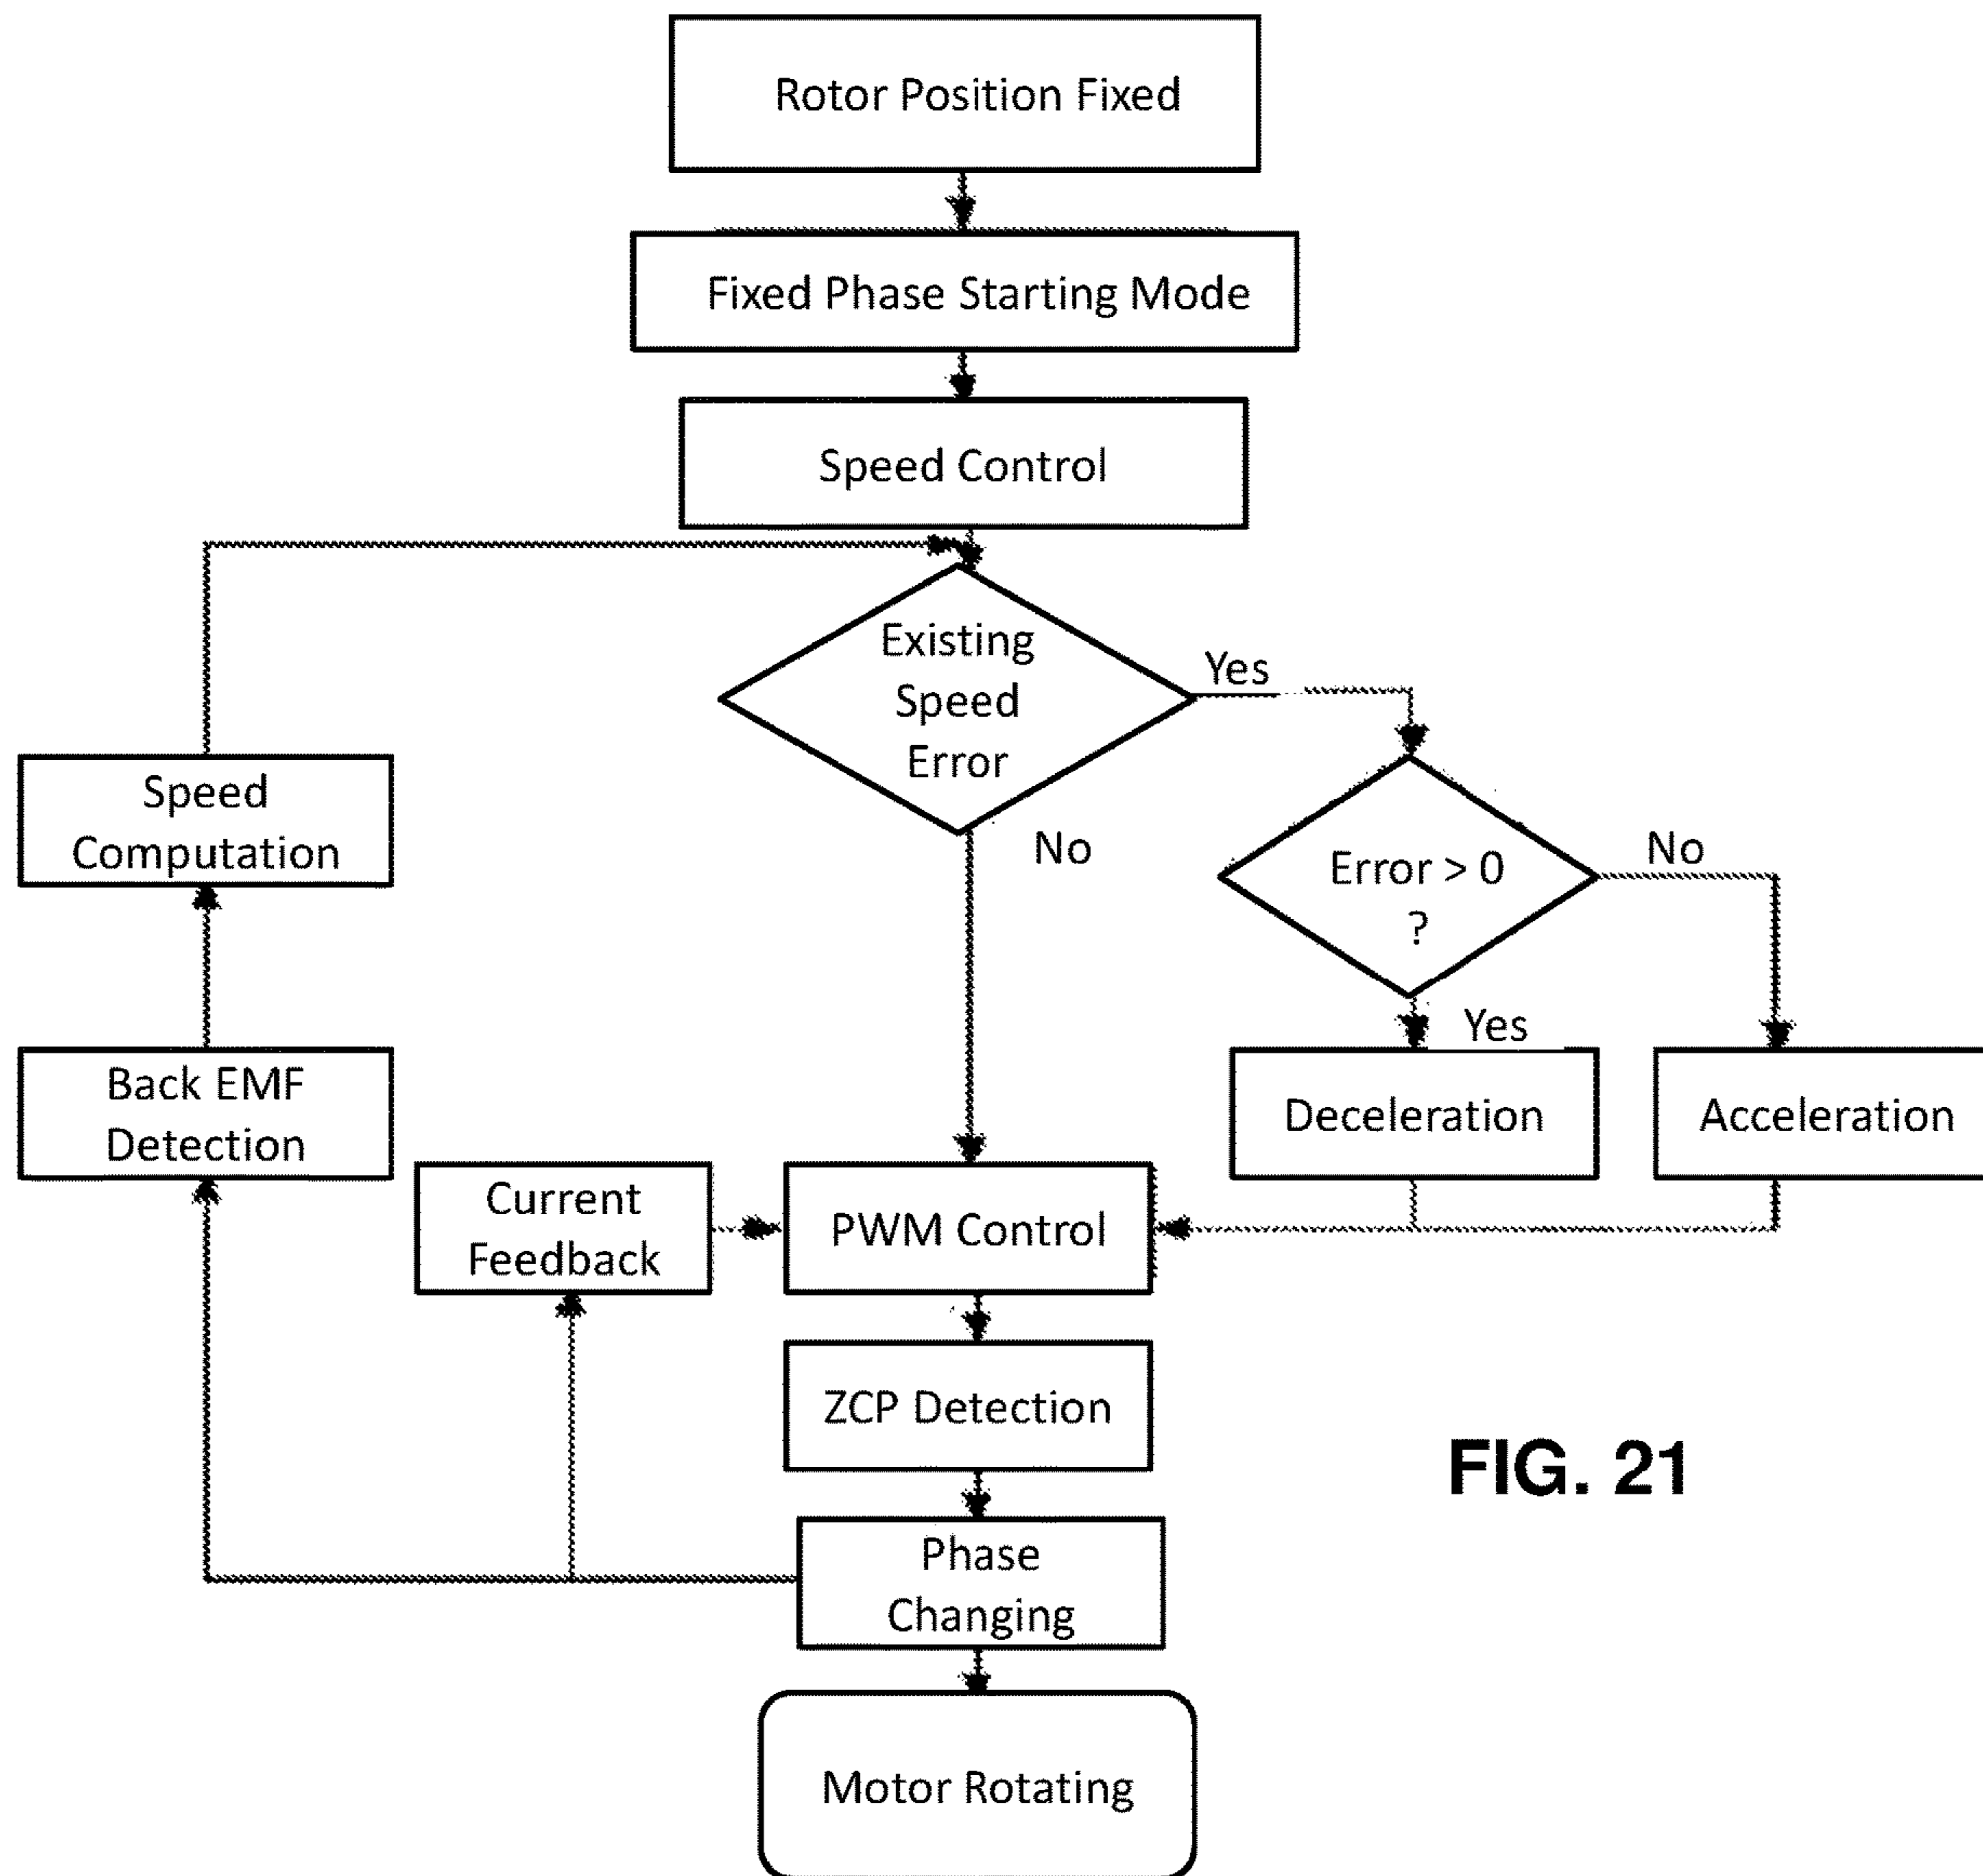 Rotor Position Fixed
Fixed Phase Starting Mode
Speed Control
Existing
Speed
Error
Yes
No
Error > 0
?
No
Yes
Speed
Computation
Back EMF
Detection
Deceleration
Acceleration
Current
Feedback
PWM Control
ZCP Detection
Phase
Changing
Motor Rotating
FIG. 21